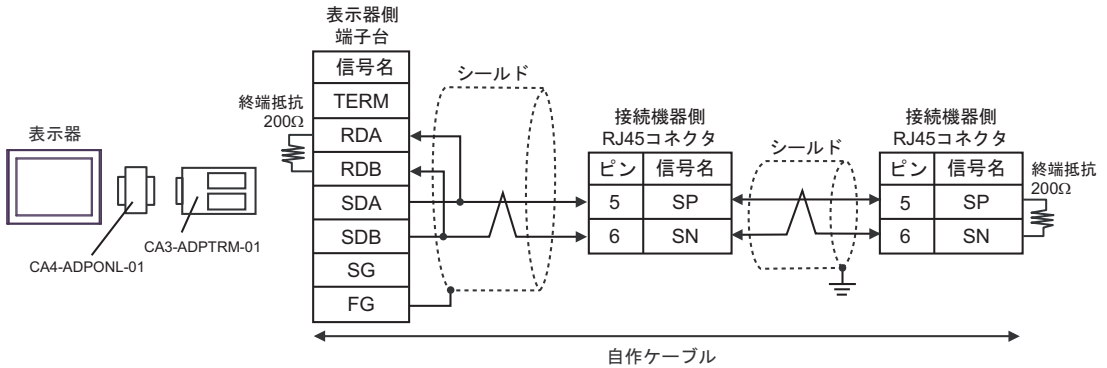 表示器側
端子台
信号名
TERM
RDA
RDB
SDA
SDB
SG
FG
終端抵抗
200Ω
表示器
CA4-ADPONL-01
CA3-ADPTRM-01
シールド
接続機器側
RJ45コネクタ
ピン 信号名
5 SP
6 SN
シールド
接続機器側
RJ45コネクタ
ピン 信号名
5 SP
6 SN
終端抵抗
200Ω
自作ケーブル